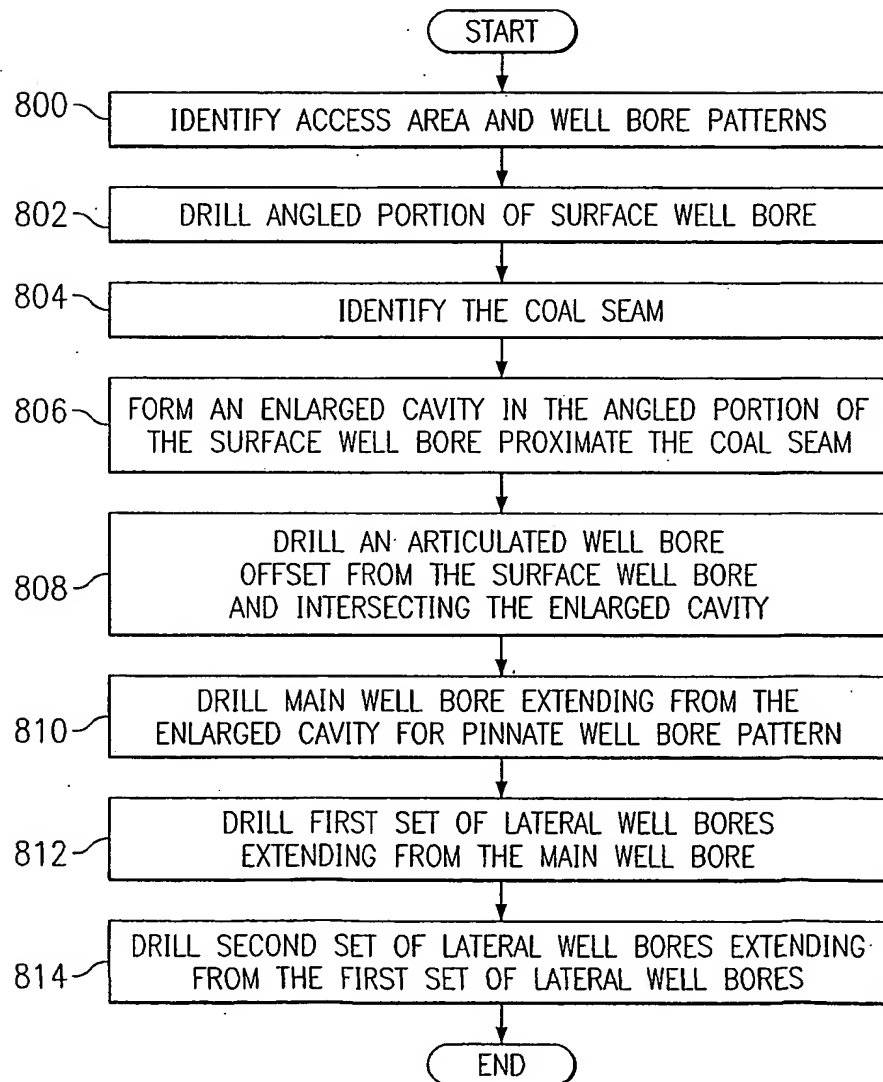 START
800
IDENTIFY ACCESS AREA AND WELL BORE PATTERNS
802
DRILL ANGLED PORTION OF SURFACE WELL BORE
804
IDENTIFY THE COAL SEAM
806
FORM AN ENLARGED CAVITY IN THE ANGLED PORTION OF
THE SURFACE WELL BORE PROXIMATE THE COAL SEAM
808
DRILL AN ARTICULATED WELL BORE
OFFSET FROM THE SURFACE WELL BORE
AND INTERSECTING THE ENLARGED CAVITY
810
DRILL MAIN WELL BORE EXTENDING FROM THE
ENLARGED CAVITY FOR PINNATE WELL BORE PATTERN
812
DRILL FIRST SET OF LATERAL WELL BORES
EXTENDING FROM THE MAIN WELL BORE
814
DRILL SECOND SET OF LATERAL WELL BORES EXTENDING
FROM THE FIRST SET OF LATERAL WELL BORES
END